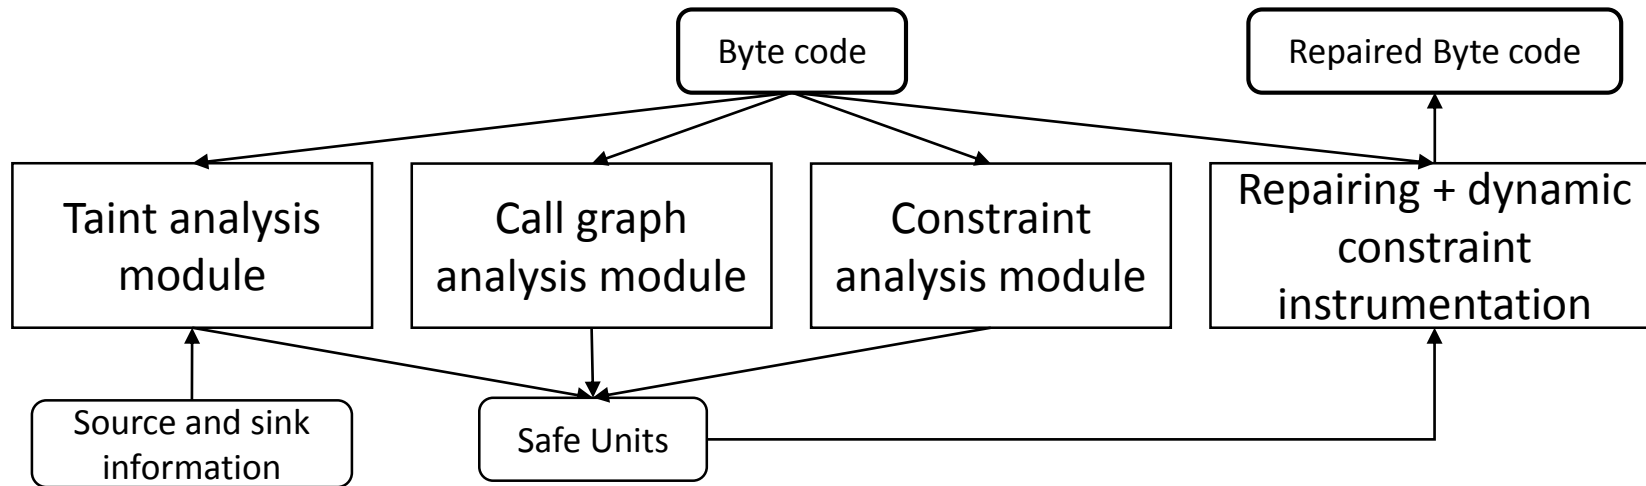 Byte code
Repaired Byte code
Taint analysis
module
Call graph
analysis module
Constraint
analysis module
Repairing + dynamic
constraint
instrumentation
Source and sink
information
Safe Units